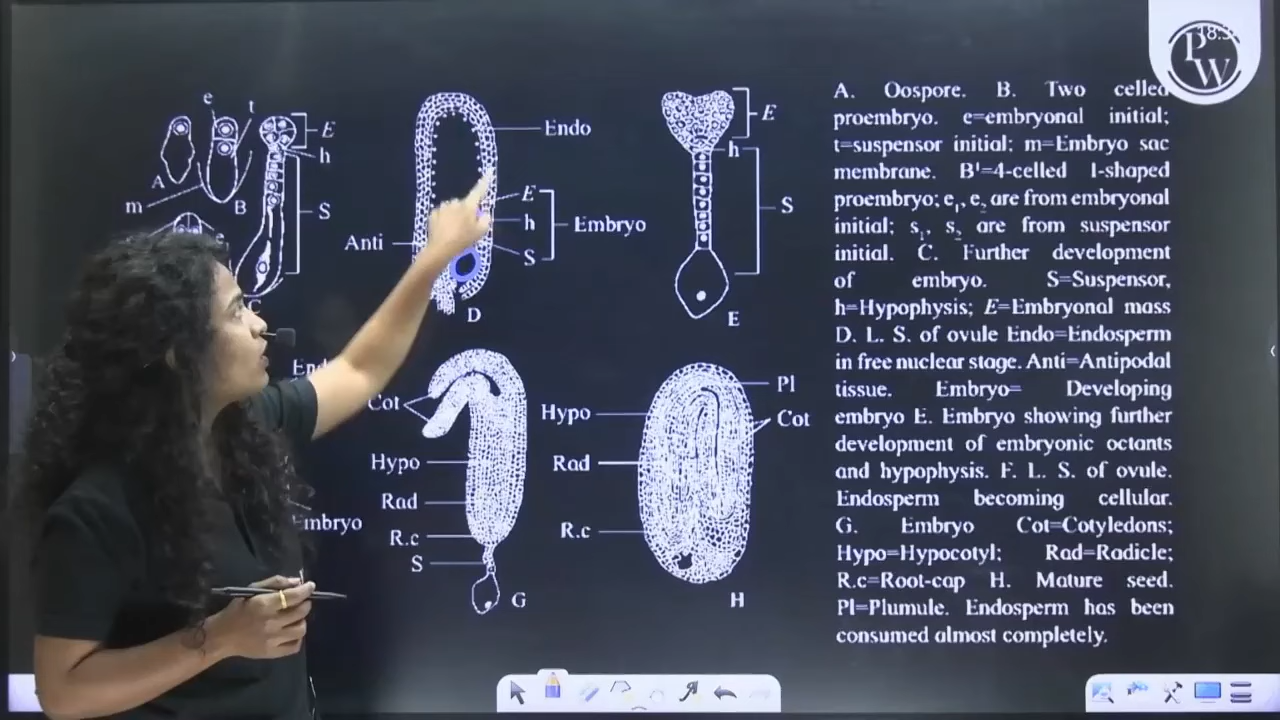 PW
18:3
A. Oospore. B. Two celled
proembryo. e=embryonal initial;
t=suspensor initial; m=Embryo sac
membrane. B'=4-celled I-shaped
proembryo; e₁, e₂ are from embryonal
initial; s₁, s₂ are from suspensor
initial. C. Further development
of embryo. S=Suspensor,
h=Hypophysis; E=Embryonal mass
D. L. S. of ovule Endo=Endosperm
in free nuclear stage. Anti=Antipodal
tissue. Embryo= Developing
embryo E. Embryo showing further
development of embryonic octants
and hypophysis. F. L. S. of ovule.
Endosperm becoming cellular.
G. Embryo Cot=Cotyledons;
Hypo=Hypocotyl; Rad=Radicle;
R.c=Root-cap H. Mature seed.
Pl=Plumule. Endosperm has been
consumed almost completely.
e
t
E
h
A
m
B
S
C
Endo
E
h
Embryo
Anti
S
D
E
h
S
E
Cot
Hypo
Rad
R.c
S
G
Embryo
Pl
Hypo
Cot
Rad
R.c
H